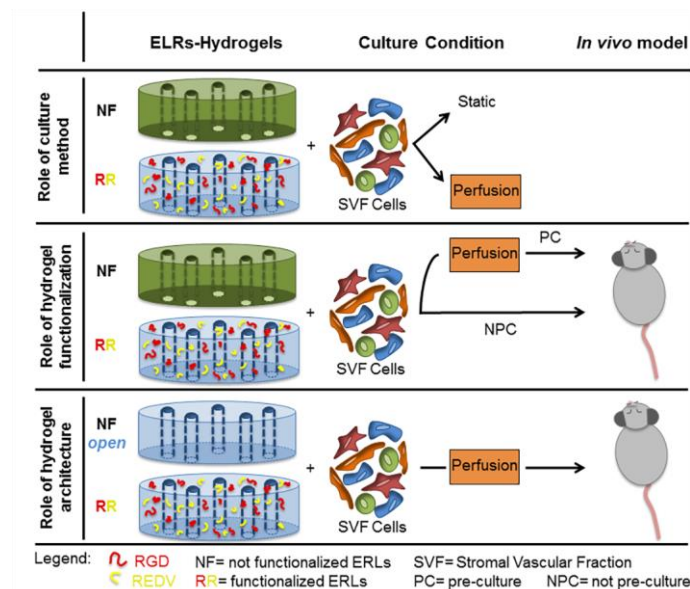 ELRs-Hydrogels Culture Condition In vivo model
Role of culture method
NF
RR
+
SVF Cells
Static
Perfusion
Role of hydrogel functionalization
NF
RR
+
SVF Cells
Perfusion
PC
NPC
Role of hydrogel architecture
NF
open
RR
+
SVF Cells
Perfusion
Legend: RGD NF= not functionalized ERLs SVF= Stromal Vascular Fraction
REDV RR= functionalized ERLs PC= pre-culture NPC= not pre-culture